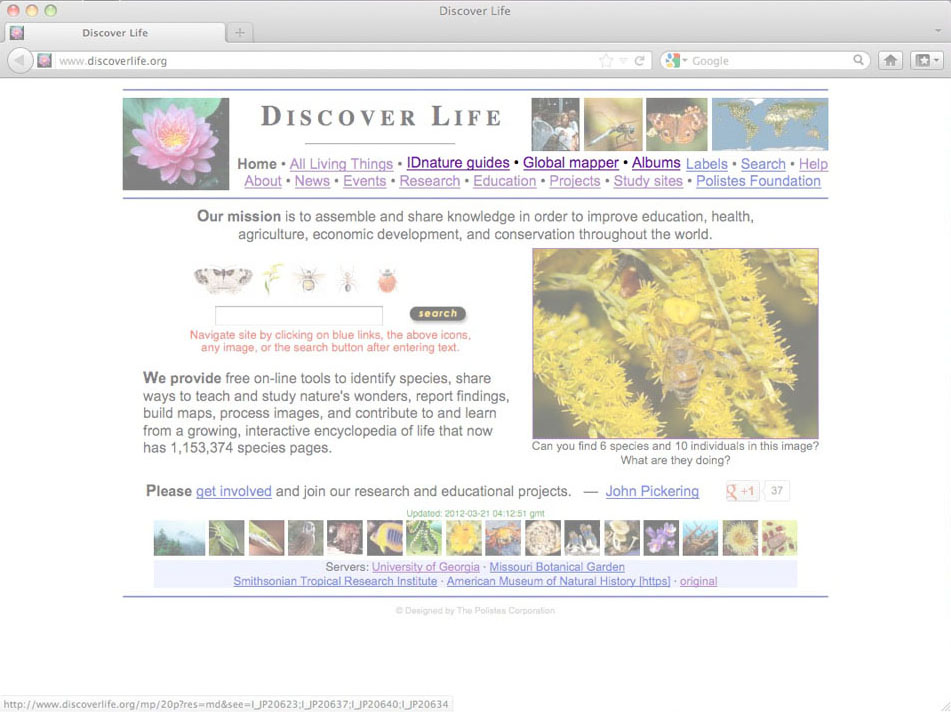 Discover Life
Discover Life
www.discoverlife.org
Google
DISCOVER LIFE
Home • All Living Things • IDnature guides • Global mapper • Albums Labels • Search • Help
About • News • Events • Research • Education • Projects • Study sites • Polistes Foundation
Our mission is to assemble and share knowledge in order to improve education, health,
agriculture, economic development, and conservation throughout the world.
search
Navigate site by clicking on blue links, the above icons,
any image, or the search button after entering text.
We provide free on-line tools to identify species, share
ways to teach and study nature's wonders, report findings,
build maps, process images, and contribute to and learn
from a growing, interactive encyclopedia of life that now
has 1,153,374 species pages.
Can you find 6 species and 10 individuals in this image?
What are they doing?
Please get involved and join our research and educational projects. — John Pickering
g +1 37
Updated: 2012-03-21 04:12:51 gmt
Servers: University of Georgia · Missouri Botanical Garden
Smithsonian Tropical Research Institute · American Museum of Natural History [https] · original
© Designed by The Polistes Corporation
http://www.discoverlife.org/mp/20p?res=md&see=I_JP20623;I_JP20637;I_JP20640;I_JP20634